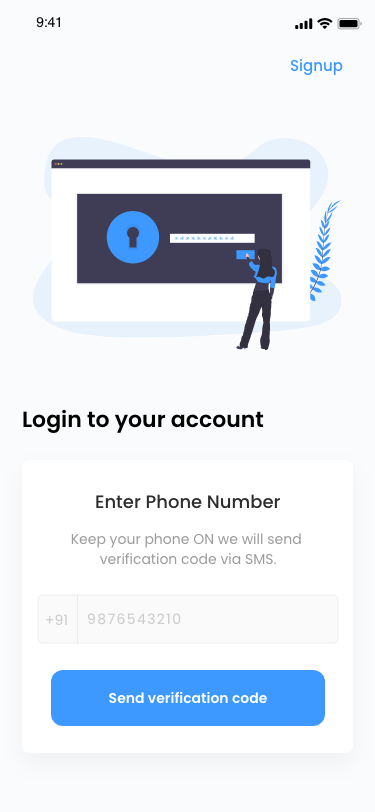 9:41
Signup
Login to your account
Enter Phone Number
Keep your phone ON we will send
verification code via SMS.
+91 9876543210
Send verification code